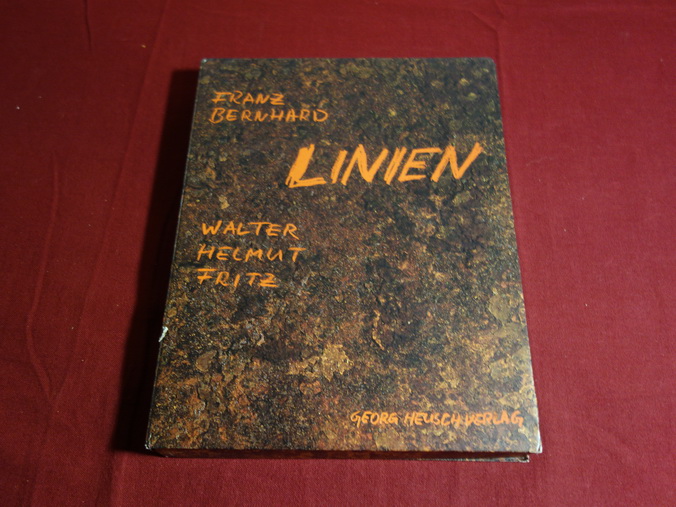 FRANZ
BERNHARD
LINIEN
WALTER
HELMUT
FRITZ
GEORG HEUSCH VERLAG